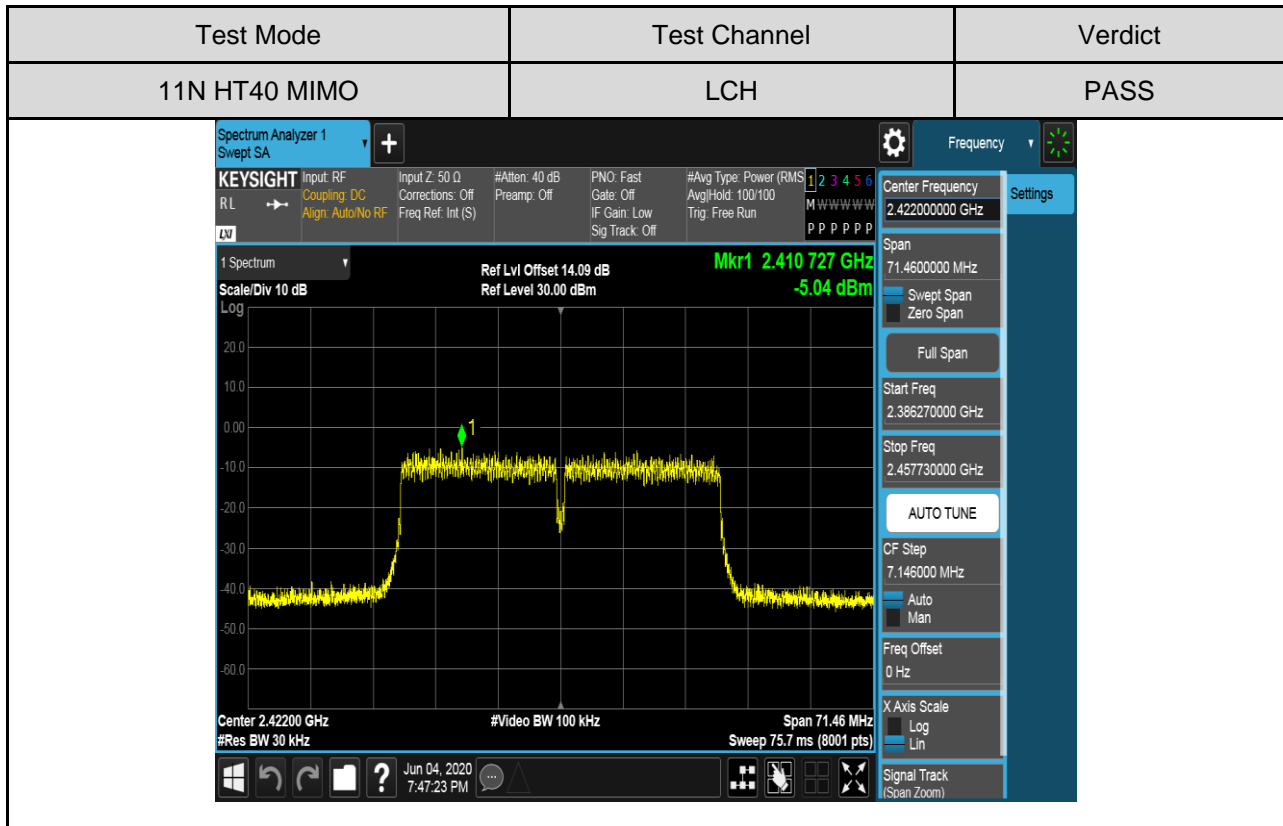 Test Mode Test Channel Verdict
11N HT40 MIMO LCH PASS
Spectrum Analyzer 1
Swept SA
+
Frequency
KEYSIGHT Input: RF Input Z: 50 Ω #Atten: 40 dB PNO: Fast #Avg Type: Power (RMS 1 2 3 4 5 6
RL Coupling: DC Corrections: Off Preamp: Off Gate: Off Avg|Hold: 100/100 M W W W W W
Align: Auto/No RF Freq Ref: Int (S) IF Gain: Low Trig: Free Run
LXI Sig Track: Off P P P P P P
1 Spectrum
Scale/Div 10 dB
Ref Lvl Offset 14.09 dB
Ref Level 30.00 dBm
Mkr1 2.410 727 GHz
-5.04 dBm
Log
20.0
10.0
0.00
-10.0
-20.0
-30.0
-40.0
-50.0
-60.0
1
Center 2.42200 GHz #Video BW 100 kHz Span 71.46 MHz
#Res BW 30 kHz Sweep 75.7 ms (8001 pts)
Center Frequency
2.422000000 GHz
Settings
Span
71.4600000 MHz
Swept Span
Zero Span
Full Span
Start Freq
2.386270000 GHz
Stop Freq
2.457730000 GHz
AUTO TUNE
CF Step
7.146000 MHz
Auto
Man
Freq Offset
0 Hz
X Axis Scale
Log
Lin
Signal Track
(Span Zoom)
?
Jun 04, 2020
7:47:23 PM